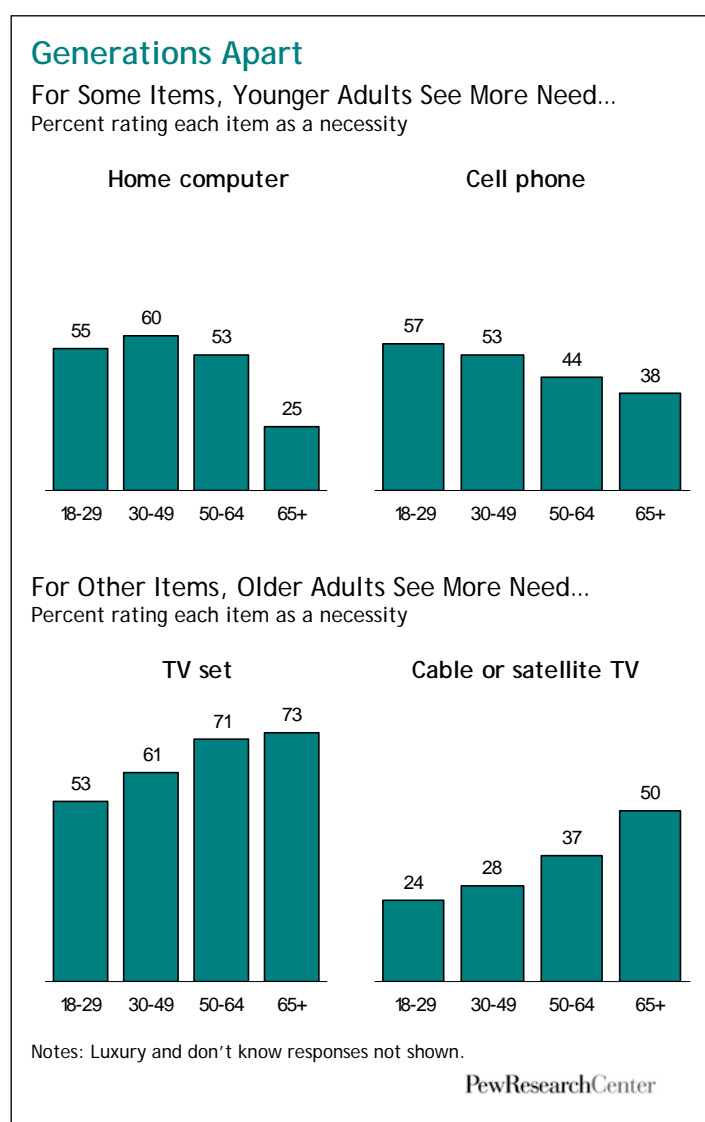 Generations Apart
For Some Items, Younger Adults See More Need...
Percent rating each item as a necessity
Home computer
55 60 53 25
18-29 30-49 50-64 65+
Cell phone
57 53 44 38
18-29 30-49 50-64 65+
For Other Items, Older Adults See More Need...
Percent rating each item as a necessity
TV set
53 61 71 73
18-29 30-49 50-64 65+
Cable or satellite TV
24 28 37 50
18-29 30-49 50-64 65+
Notes: Luxury and don't know responses not shown.
PewResearchCenter